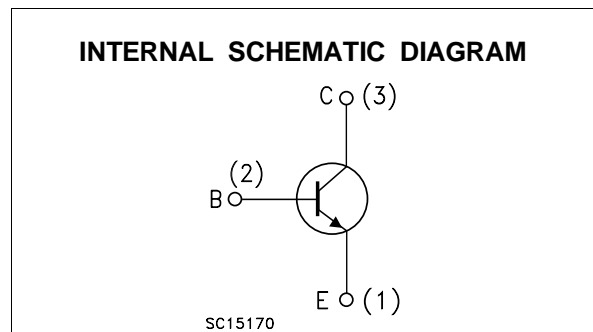 INTERNAL SCHEMATIC DIAGRAM
C (3)
(2)
B
E (1)
SC15170